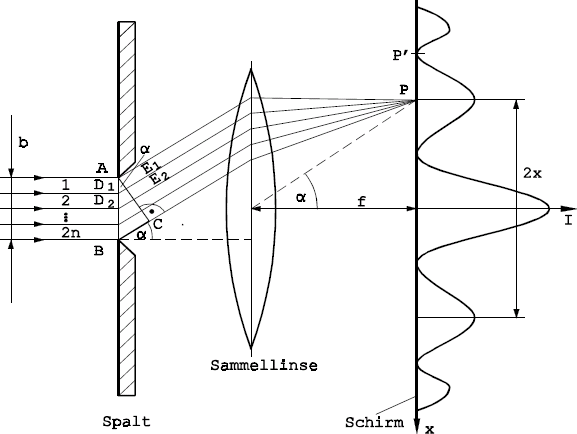 P'
P
b
A
α
E1
E2
1
D1
2
D2
⋮
2n
C
α
B
α
f
2x
I
Sammellinse
Spalt
Schirm
x